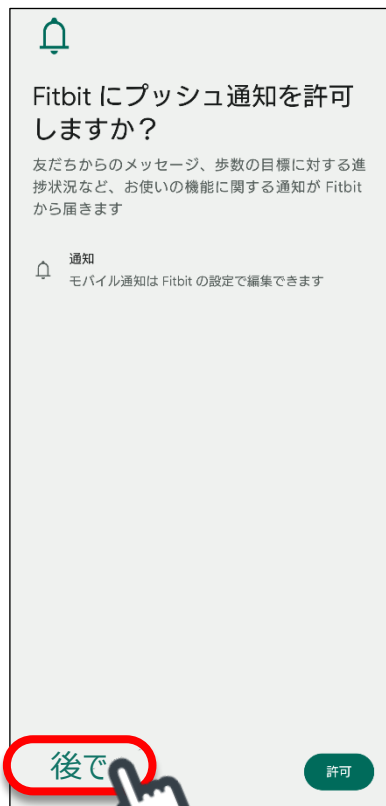 Fitbit にプッシュ通知を許可
しますか？
友だちからのメッセージ、歩数の目標に対する進
捗状況など、お使いの機能に関する通知が Fitbit
から届きます
通知
モバイル通知は Fitbit の設定で編集できます
後で
許可